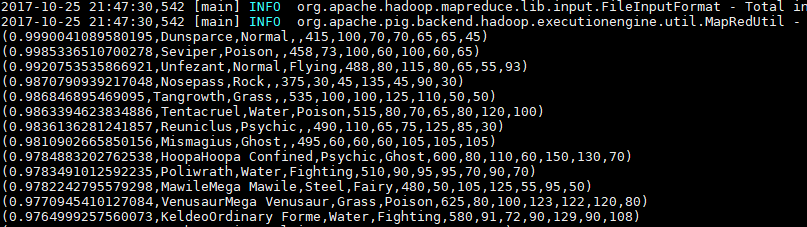 2017-10-25 21:47:30,542 [main] INFO  org.apache.hadoop.mapreduce.lib.input.FileInputFormat - Total in
2017-10-25 21:47:30,542 [main] INFO  org.apache.pig.backend.hadoop.executionengine.util.MapRedUtil -
(0.9990041089580195,Dunsparce,Normal,,415,100,70,70,65,65,45)
(0.9985336510700278,Seviper,Poison,,458,73,100,60,100,60,65)
(0.9920753535866921,Unfezant,Normal,Flying,488,80,115,80,65,55,93)
(0.9870790939217048,Nosepass,Rock,,375,30,45,135,45,90,30)
(0.986846895469095,Tangrowth,Grass,,535,100,100,125,110,50,50)
(0.9863394623834886,Tentacruel,Water,Poison,515,80,70,65,80,120,100)
(0.9836136281241857,Reuniclus,Psychic,,490,110,65,75,125,85,30)
(0.9810902665850156,Mismagius,Ghost,,495,60,60,60,105,105,105)
(0.9784883202762538,HoopaHoopa Confined,Psychic,Ghost,600,80,110,60,150,130,70)
(0.9783491012592235,Poliwrath,Water,Fighting,510,90,95,95,70,90,70)
(0.9782242795579298,MawileMega Mawile,Steel,Fairy,480,50,105,125,55,95,50)
(0.9770945410127084,VenusaurMega Venusaur,Grass,Poison,625,80,100,123,122,120,80)
(0.9764999257560073,KeldeoOrdinary Forme,Water,Fighting,580,91,72,90,129,90,108)